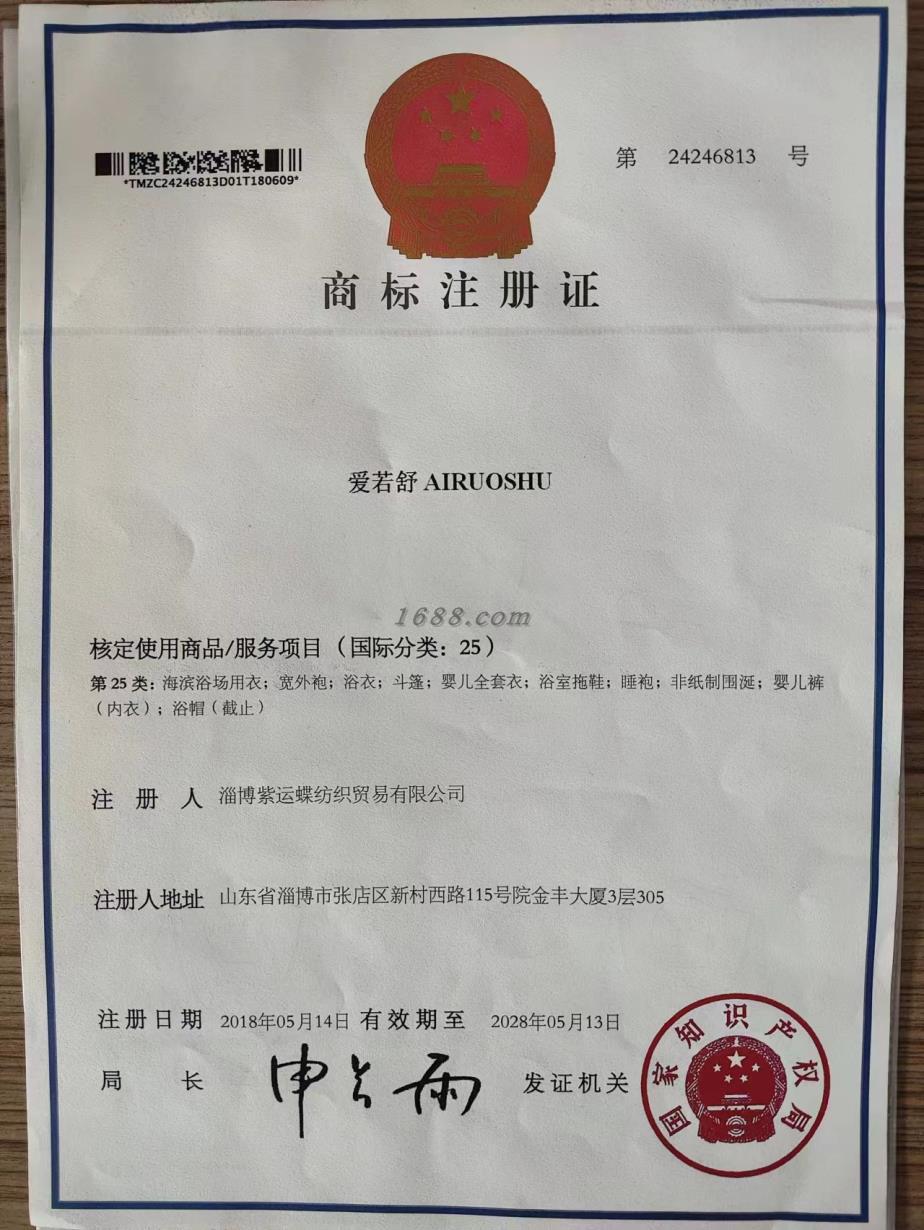 *TMZC24246813D01T180609*
第 24246813 号
商标注册证
爱若舒 AIRUOSHU
1688.com
核定使用商品/服务项目（国际分类：25）
第 25 类：海滨浴场用衣；宽外袍；浴衣；斗篷；婴儿全套衣；浴室拖鞋；睡袍；非纸制围涎；婴儿裤
（内衣）；浴帽（截止）
注册人 淄博紫运蝶纺织贸易有限公司
注册人地址 山东省淄博市张店区新村西路115号院金丰大厦3层305
注册日期 2018年05月14日 有效期至 2028年05月13日
局长 申长雨 发证机关
国家知识产权局